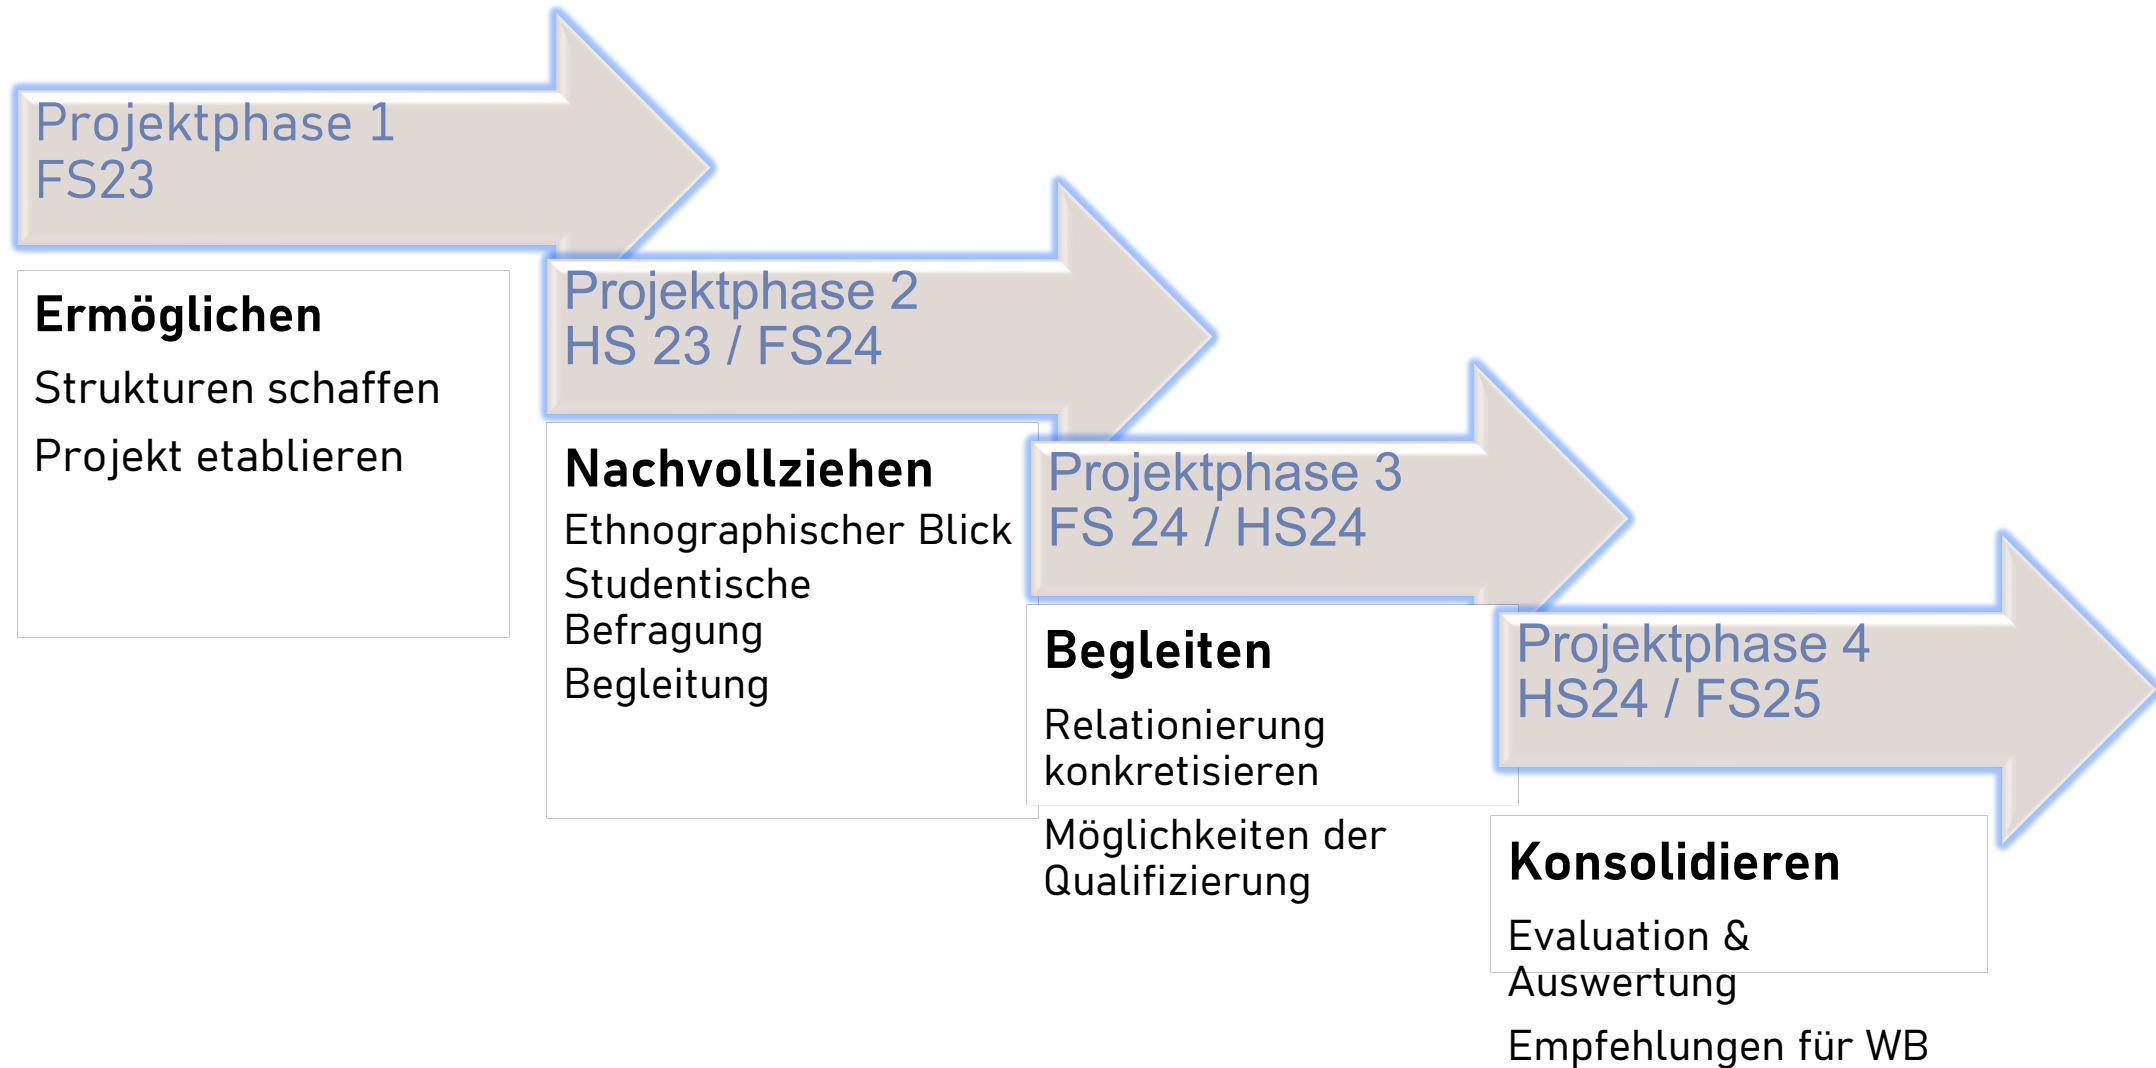 Projektphase 1
FS23
Ermöglichen
Strukturen schaffen
Projekt etablieren
Projektphase 2
HS 23 / FS24
Nachvollziehen
Ethnographischer Blick
Studentische
Befragung
Begleitung
Projektphase 3
FS 24 / HS24
Begleiten
Relationierung
konkretisieren
Möglichkeiten der
Qualifizierung
Projektphase 4
HS24 / FS25
Konsolidieren
Evaluation &
Auswertung
Empfehlungen für WB